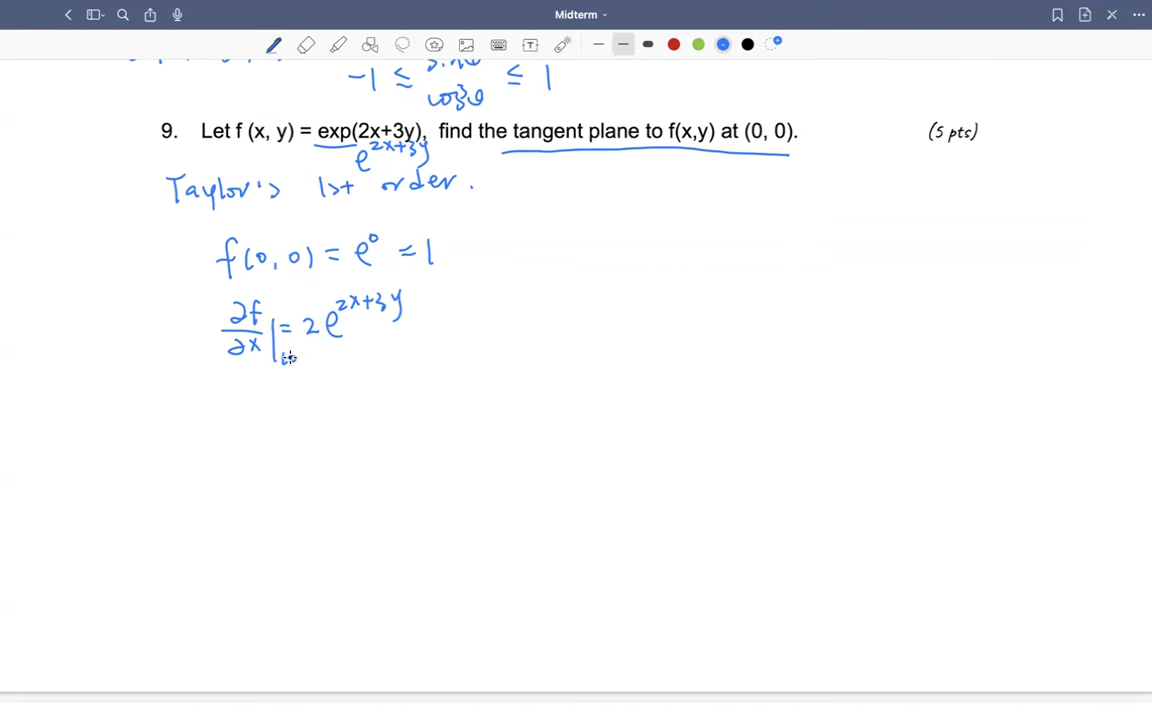 Midterm
-1 ≤ sinθ / cos³θ ≤ 1
9. Let f (x, y) = exp(2x+3y), find the tangent plane to f(x,y) at (0, 0). (5 pts)
e^{2x+3y}
Taylor's 1st order.
f(0, 0) = e^0 = 1
∂f/∂x | = 2e^{2x+3y}